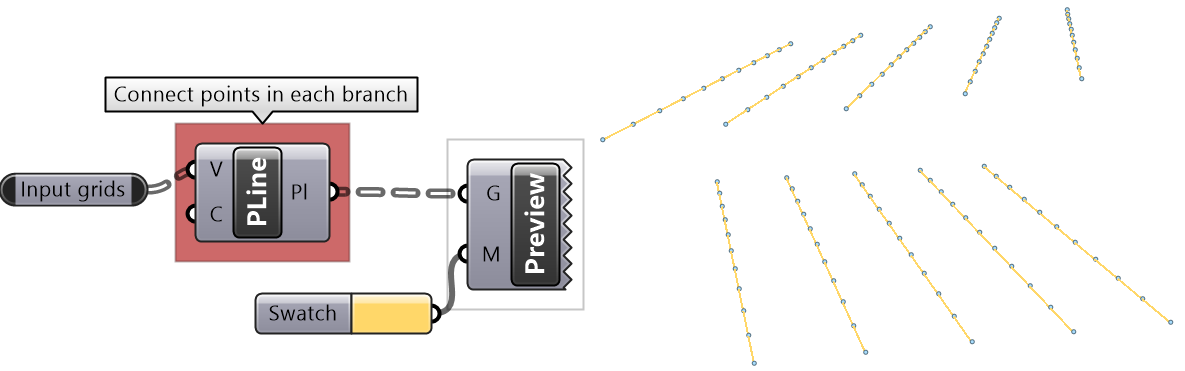 Connect points in each branch
Input grids
V
C
PLine
Pl
G
M
Preview
Swatch